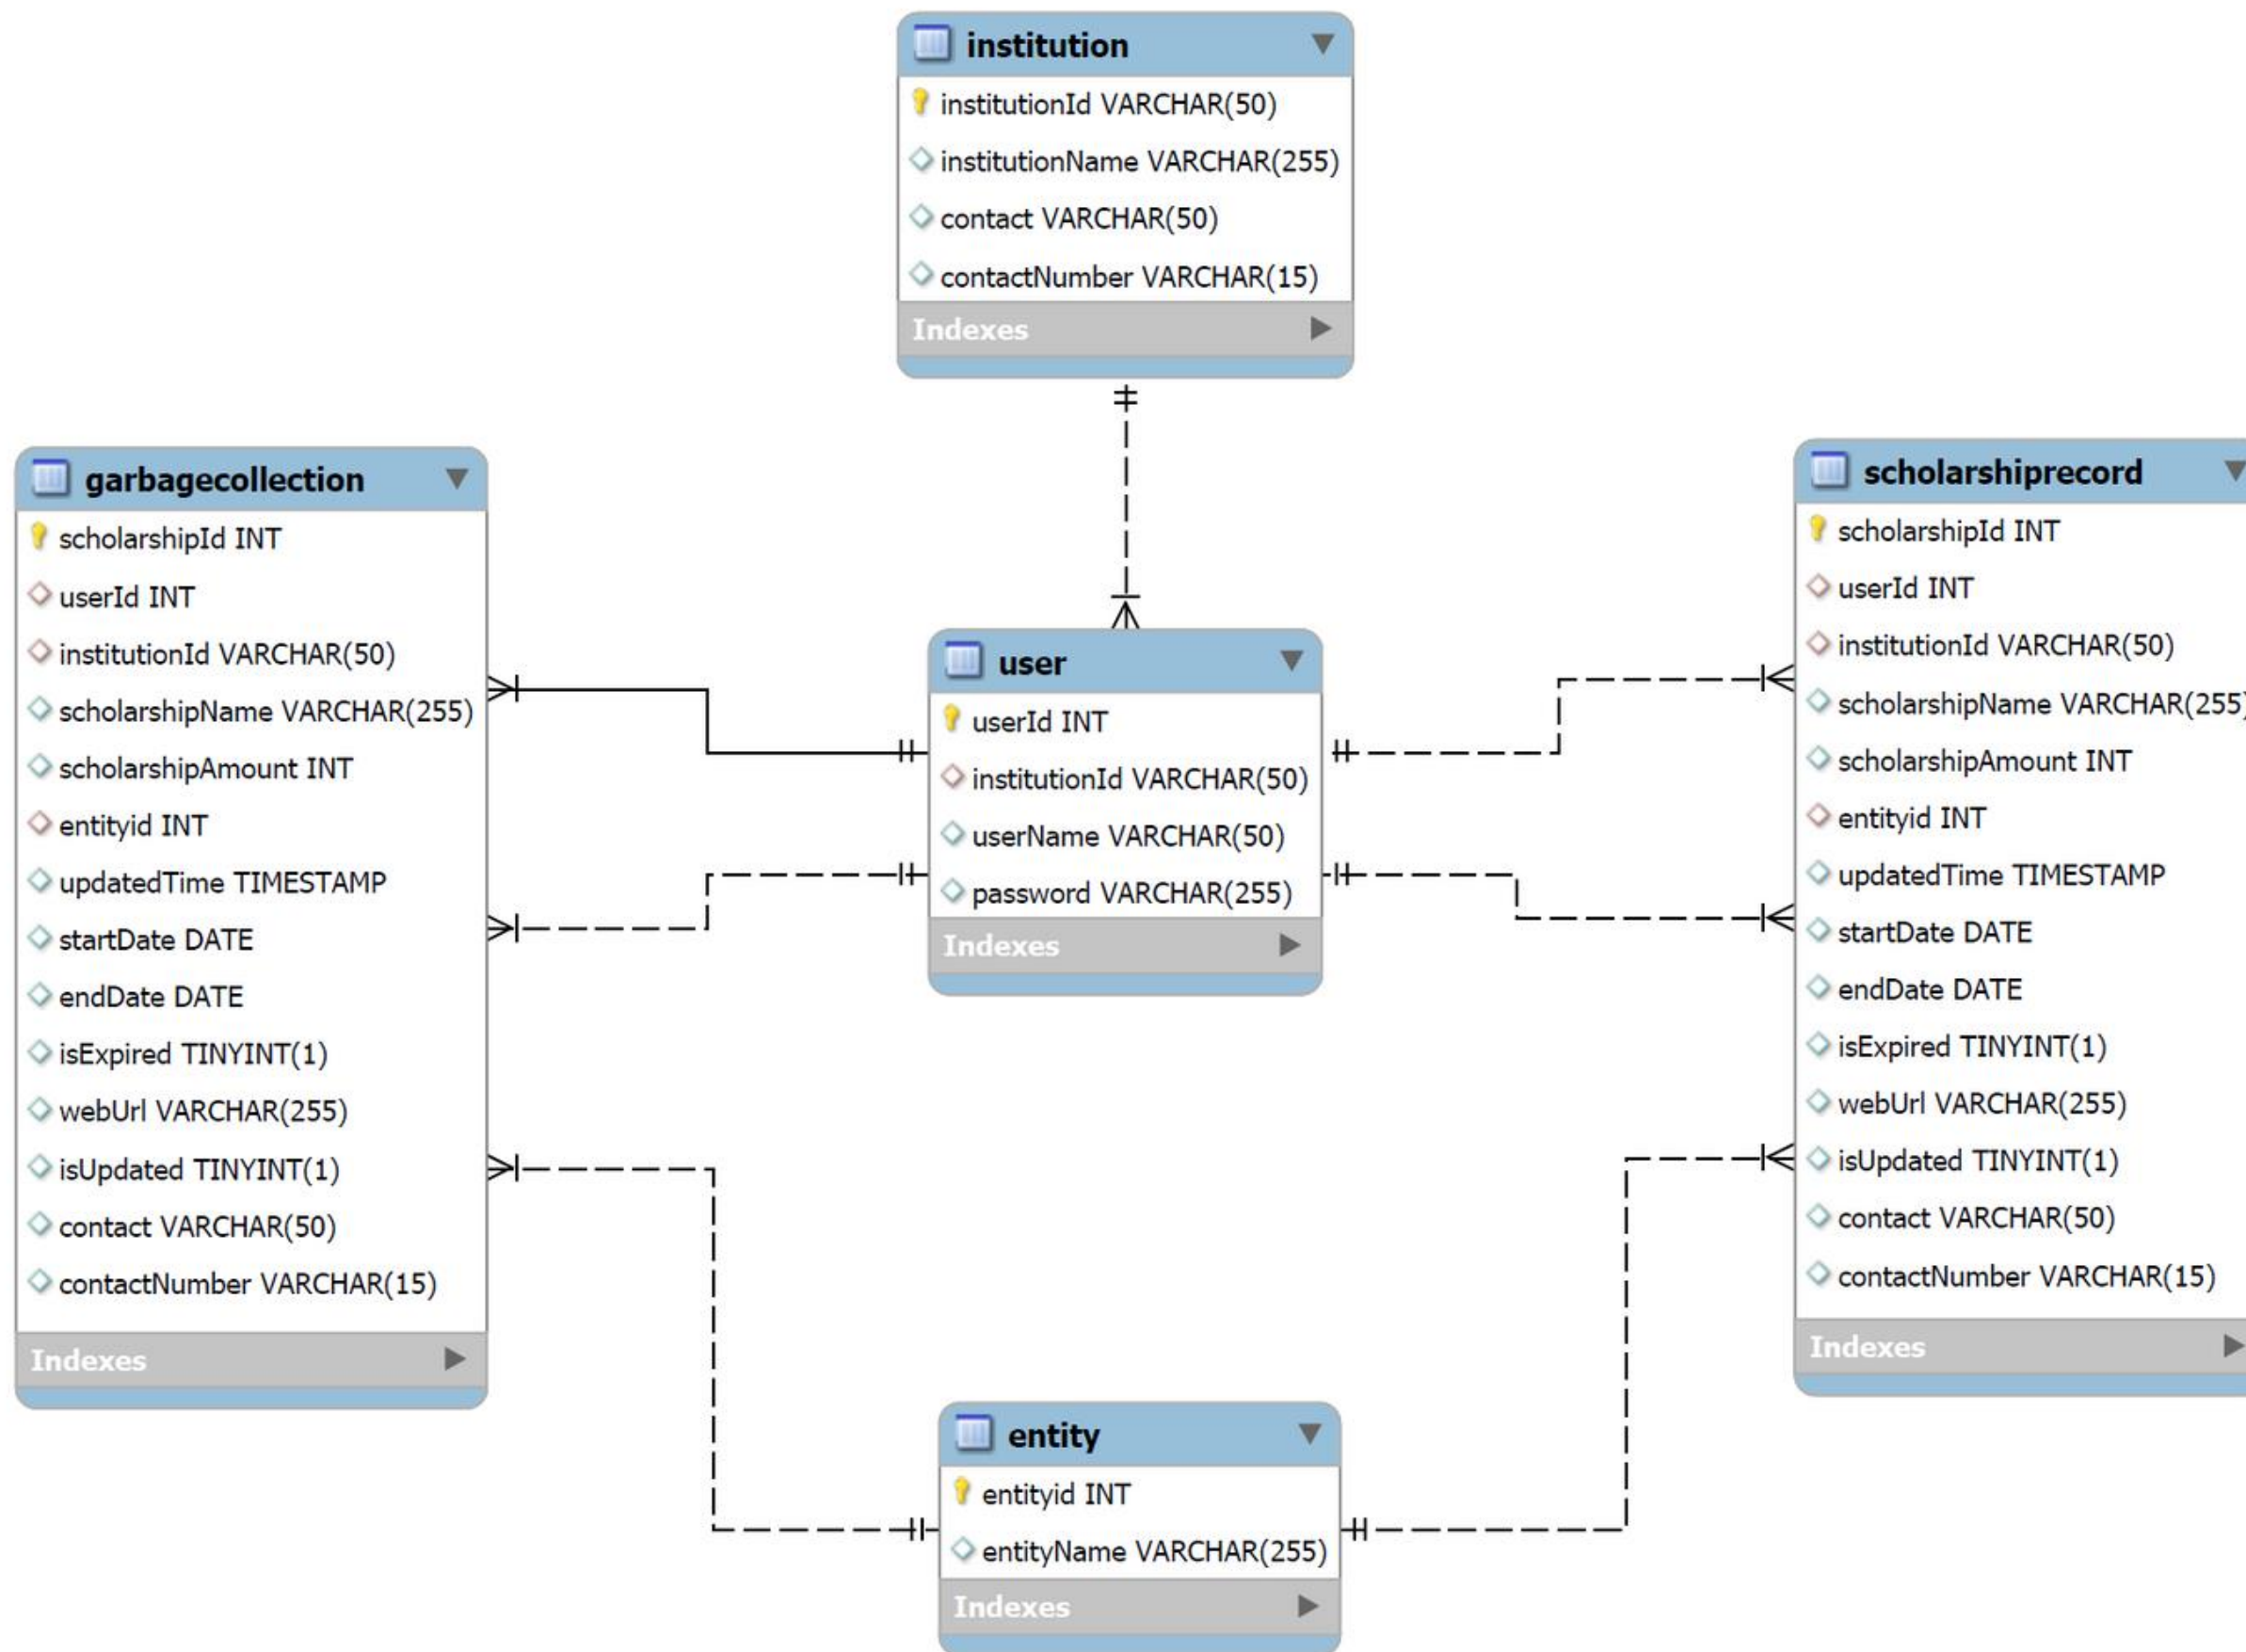 institution
institutionId VARCHAR(50)
institutionName VARCHAR(255)
contact VARCHAR(50)
contactNumber VARCHAR(15)
Indexes
garbagecollection
scholarshipId INT
userId INT
institutionId VARCHAR(50)
scholarshipName VARCHAR(255)
scholarshipAmount INT
entityid INT
updatedTime TIMESTAMP
startDate DATE
endDate DATE
isExpired TINYINT(1)
webUrl VARCHAR(255)
isUpdated TINYINT(1)
contact VARCHAR(50)
contactNumber VARCHAR(15)
Indexes
user
userId INT
institutionId VARCHAR(50)
userName VARCHAR(50)
password VARCHAR(255)
Indexes
scholarshiprecord
scholarshipId INT
userId INT
institutionId VARCHAR(50)
scholarshipName VARCHAR(255)
scholarshipAmount INT
entityid INT
updatedTime TIMESTAMP
startDate DATE
endDate DATE
isExpired TINYINT(1)
webUrl VARCHAR(255)
isUpdated TINYINT(1)
contact VARCHAR(50)
contactNumber VARCHAR(15)
Indexes
entity
entityid INT
entityName VARCHAR(255)
Indexes